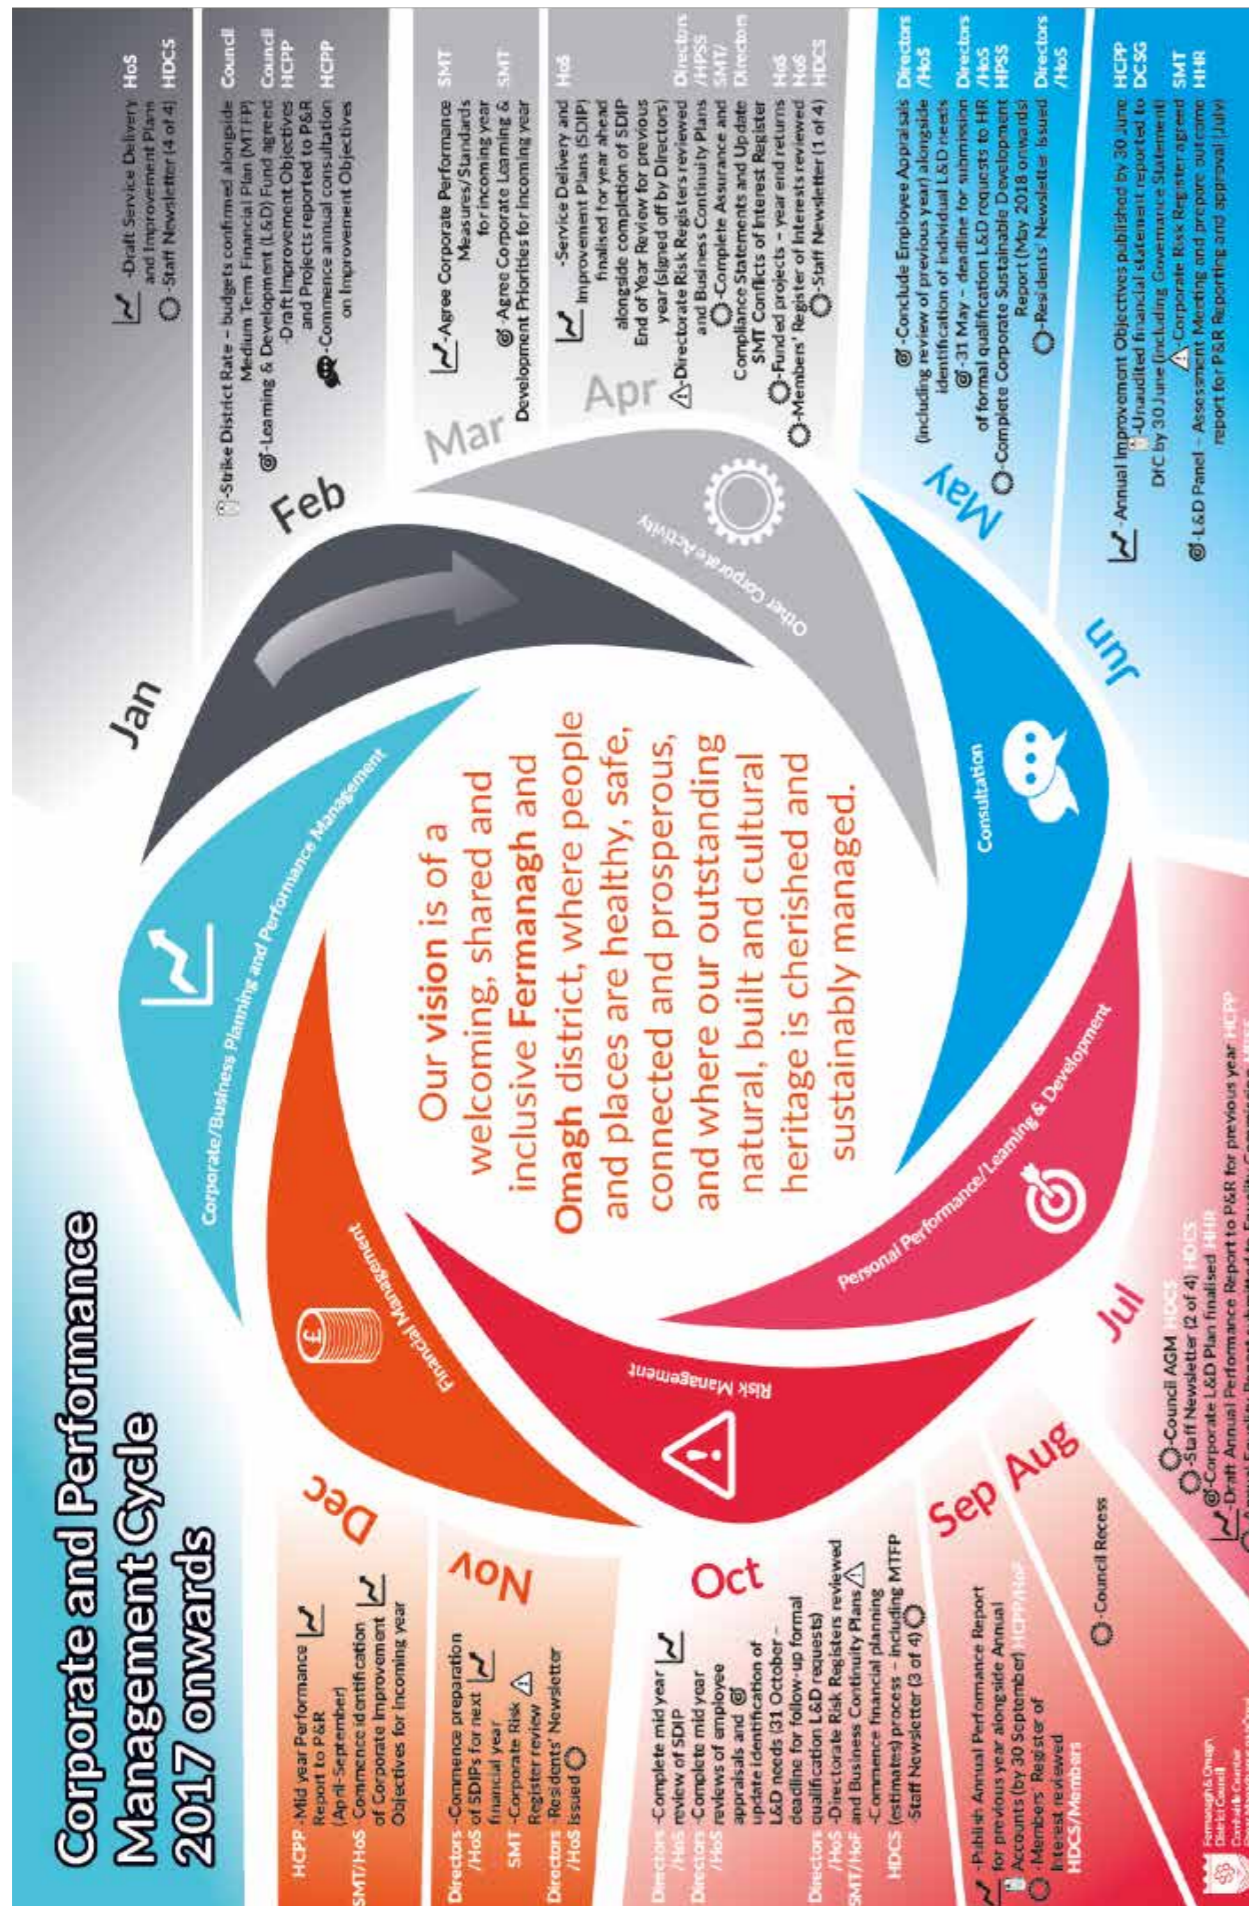 Corporate and Performance
Management Cycle
2017 onwards
Jan
-Draft Service Delivery HoS
and Improvement Plans
-Staff Newsletter (4 of 4) HDCS
Feb
-Strike District Rate – budgets confirmed alongside Council
Medium Term Financial Plan (MTFP)
-Learning & Development (L&D) Fund agreed Council
-Draft Improvement Objectives HCPP
and Projects reported to P&R
-Commence annual consultation HCPP
on Improvement Objectives
Mar
-Agree Corporate Performance SMT
Measures/Standards
for incoming year
-Agree Corporate Learning & SMT
Development Priorities for incoming year
Apr
-Service Delivery and HoS
Improvement Plans (SDIP)
finalised for year ahead
alongside completion of SDIP
End of Year Review for previous
year (signed off by Directors)
-Directorate Risk Registers reviewed Directors
and Business Continuity Plans /HPSS
-Complete Assurance and SMT/
Compliance Statements and Update Directors
SMT Conflicts of Interest Register
-Funded projects – year end returns HoS
-Members' Register of Interests reviewed HoS
-Staff Newsletter (1 of 4) HDCS
May
-Conclude Employee Appraisals Directors
(including review of previous year) alongside /HoS
identification of individual L&D needs
-31 May – deadline for submission Directors
of formal qualification L&D requests to HR /HoS
-Complete Corporate Sustainable Development HPSS
Report (May 2018 onwards)
-Residents' Newsletter Issued Directors
/HoS
Jun
-Annual Improvement Objectives published by 30 June HCPP
-Unaudited financial statement reported to DCSG
DfC by 30 June (including Governance Statement)
-Corporate Risk Register agreed SMT
-L&D Panel – Assessment Meeting and prepare outcome HHR
report for P&R Reporting and approval (July)
Jul
-Council AGM HDCS
-Staff Newsletter (2 of 4) HDCS
-Corporate L&D Plan finalised HHR
-Draft Annual Performance Report to P&R for previous year HCPP
Aug
-Council Recess
Sep
-Publish Annual Performance Report
for previous year alongside Annual
Accounts (by 30 September) HCPP/HoF
-Members' Register of
Interest reviewed
HDCS/Members
Oct
Directors -Complete mid year
/HoS review of SDIP
Directors -Complete mid year
/HoS reviews of employee
appraisals and
update identification of
L&D needs (31 October –
deadline for follow-up formal
qualification L&D requests)
Directors -Directorate Risk Registers reviewed
/HoS and Business Continuity Plans
SMT/HoF -Commence financial planning
(estimates) process – including MTFP
HDCS -Staff Newsletter (3 of 4)
Nov
Directors -Commence preparation
/HoS of SDIPs for next
financial year
SMT -Corporate Risk
Register review
Directors -Residents' Newsletter
/HoS Issued
Dec
HCPP -Mid year Performance
Report to P&R
(April-September)
SMT/HoS -Commence identification
of Corporate Improvement
Objectives for incoming year
Corporate/Business Planning and Performance Management
Other Corporate Activity
Consultation
Personal Performance/Learning & Development
Risk Management
Financial Management
£
Our vision is of a
welcoming, shared and
inclusive Fermanagh and
Omagh district, where people
and places are healthy, safe,
connected and prosperous,
and where our outstanding
natural, built and cultural
heritage is cherished and
sustainably managed.
Fermanagh & Omagh
District Council